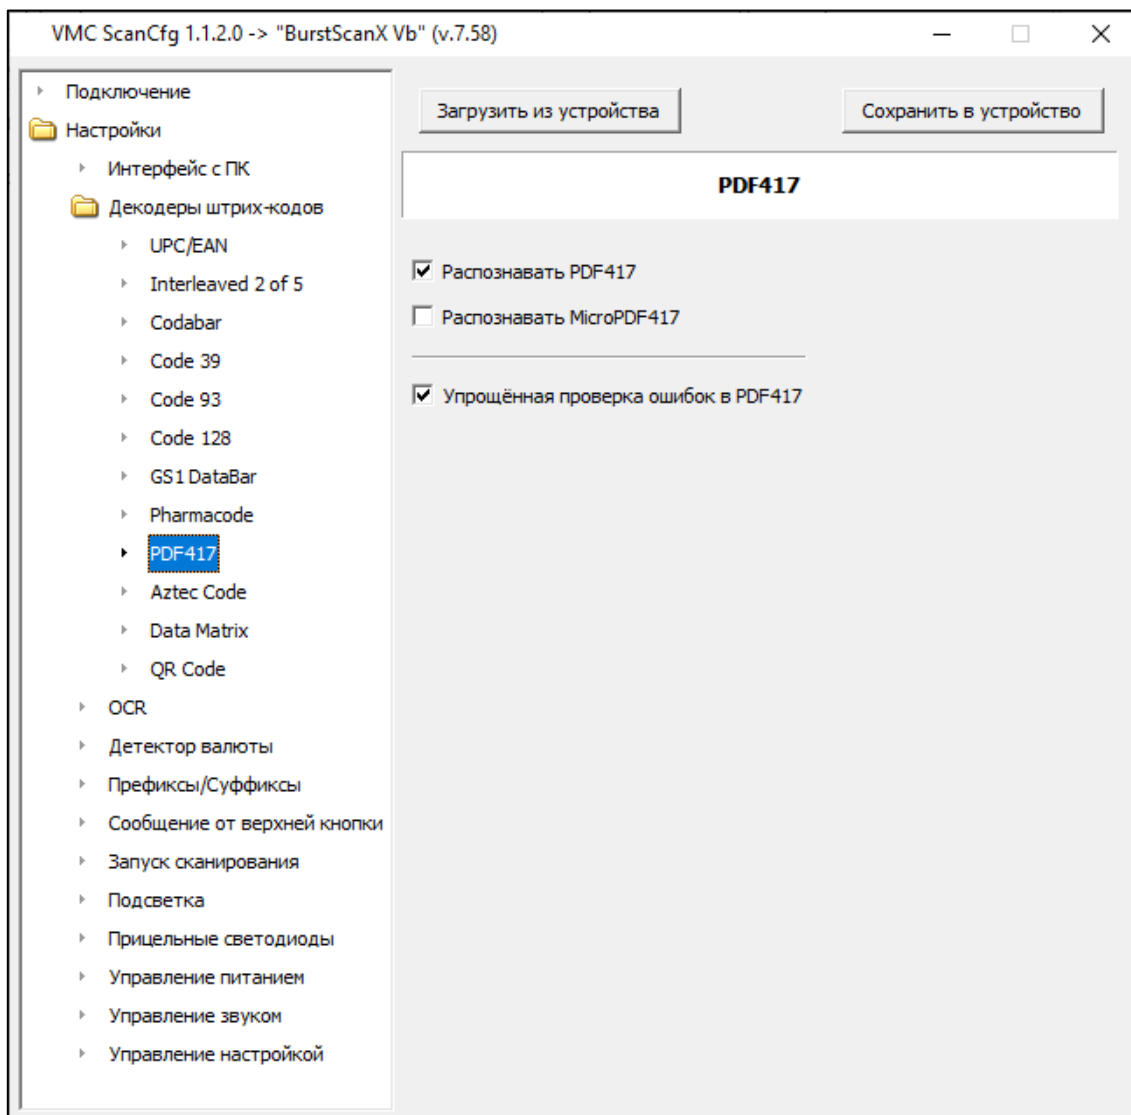 VMC ScanCfg 1.1.2.0 -> "BurstScanX Vb" (v.7.58)
Подключение
Настройки
Интерфейс с ПК
Декодеры штрих-кодов
UPC/EAN
Interleaved 2 of 5
Codabar
Code 39
Code 93
Code 128
GS1 DataBar
Pharmacode
PDF417
Aztec Code
Data Matrix
QR Code
OCR
Детектор валюты
Префиксы/Суффиксы
Сообщение от верхней кнопки
Запуск сканирования
Подсветка
Прицельные светодиоды
Управление питанием
Управление звуком
Управление настройкой
Загрузить из устройства
Сохранить в устройство
PDF417
Распознавать PDF417
Распознавать MicroPDF417
Упрощённая проверка ошибок в PDF417